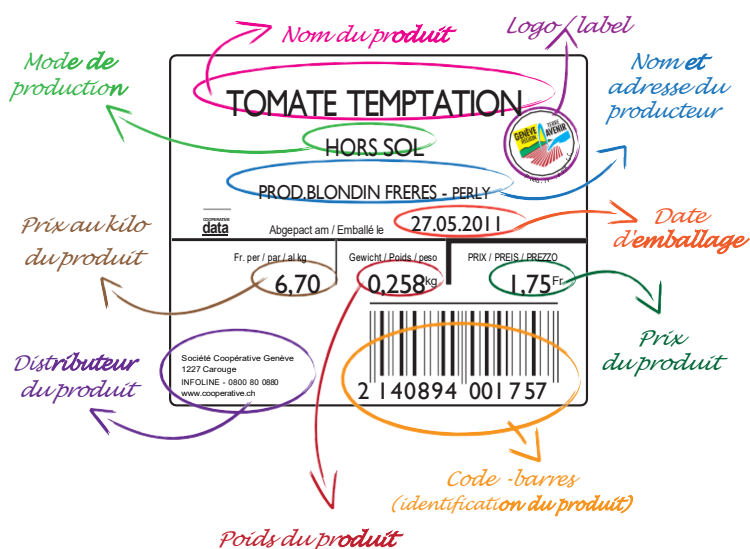 Nom du produit
Logo/label
Mode de
production
Nom et
adresse du
producteur
TOMATE TEMPTATION
GENÈVE
RÉGION
TERRE
AVENIR
HORS SOL
PROD.BLONDIN FRERES - PERLY
COOPERATIVE
data
Abgepact am / Emballé le
27.05.2011
Date
d'emballage
Prix au kilo
du produit
Fr. per / par / al kg
6,70
Gewicht / Poids / peso
0,258kg
PRIX / PREIS / PREZZO
1,75Fr.
Prix
du produit
Distributeur
du produit
Société Coopérative Genève
1227 Carouge
INFOLINE - 0800 80 0880
www.cooperative.ch
2 140894 001757
Code -barres
(identification du produit)
Poids du produit